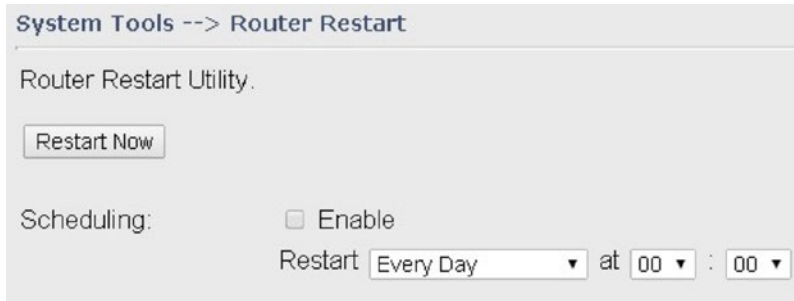 System Tools --> Router Restart
Router Restart Utility.
Restart Now
Scheduling: Enable
Restart Every Day at 00 : 00